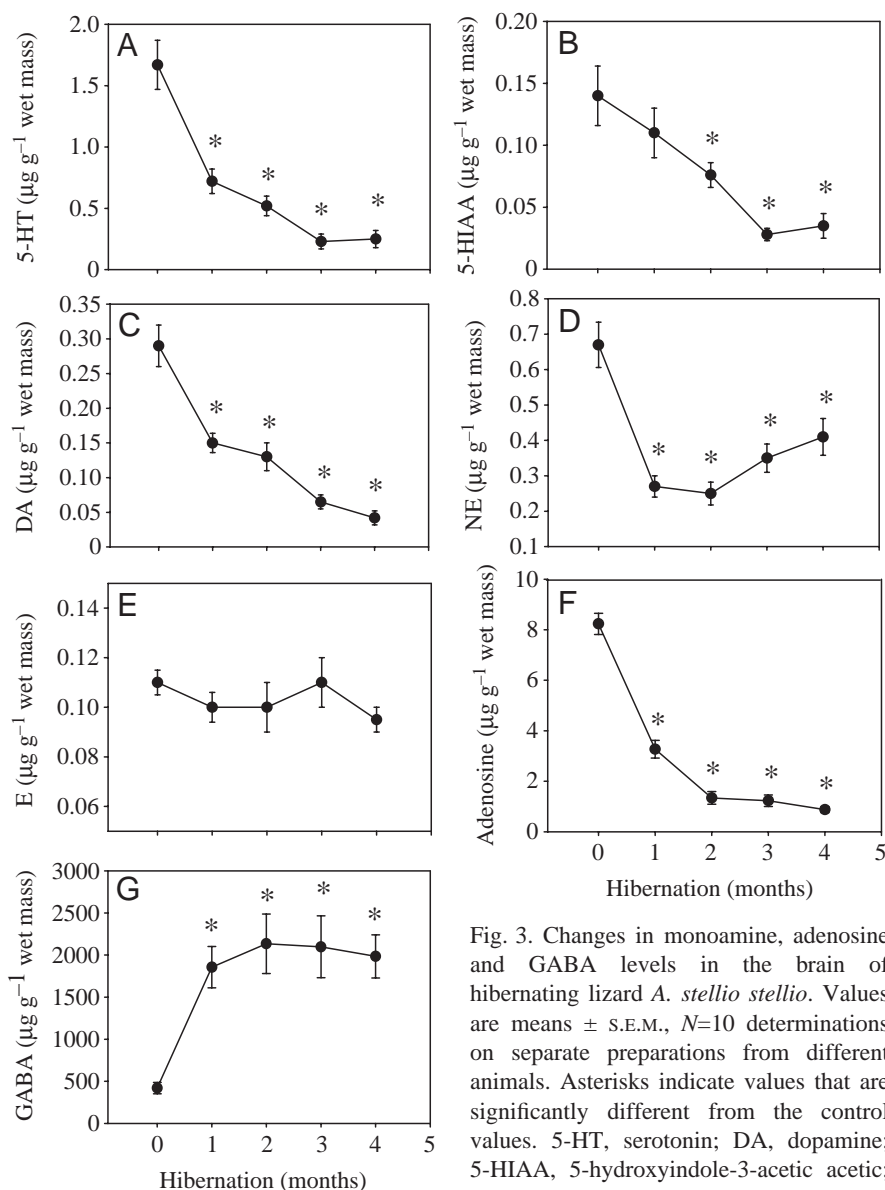 A
5-HT (µg g⁻¹ wet mass)
2.0
1.5
1.0
0.5
0
* * * *
B
5-HIAA (µg g⁻¹ wet mass)
0.20
0.15
0.10
0.05
0
* * *
C
DA (µg g⁻¹ wet mass)
0.35
0.30
0.25
0.20
0.15
0.10
0.05
0
* * * *
D
NE (µg g⁻¹ wet mass)
0.8
0.7
0.6
0.5
0.4
0.3
0.2
0.1
* * * *
E
E (µg g⁻¹ wet mass)
0.14
0.12
0.10
0.08
0.06
F
Adenosine (µg g⁻¹ wet mass)
10
8
6
4
2
0
* * * *
0 1 2 3 4 5
Hibernation (months)
G
GABA (µg g⁻¹ wet mass)
3000
2500
2000
1500
1000
500
0
* * * *
0 1 2 3 4 5
Hibernation (months)
Fig. 3. Changes in monoamine, adenosine
and GABA levels in the brain of
hibernating lizard A. stellio stellio. Values
are means ± S.E.M., N=10 determinations
on separate preparations from different
animals. Asterisks indicate values that are
significantly different from the control
values. 5-HT, serotonin; DA, dopamine;
5-HIAA, 5-hydroxyindole-3-acetic acetic;